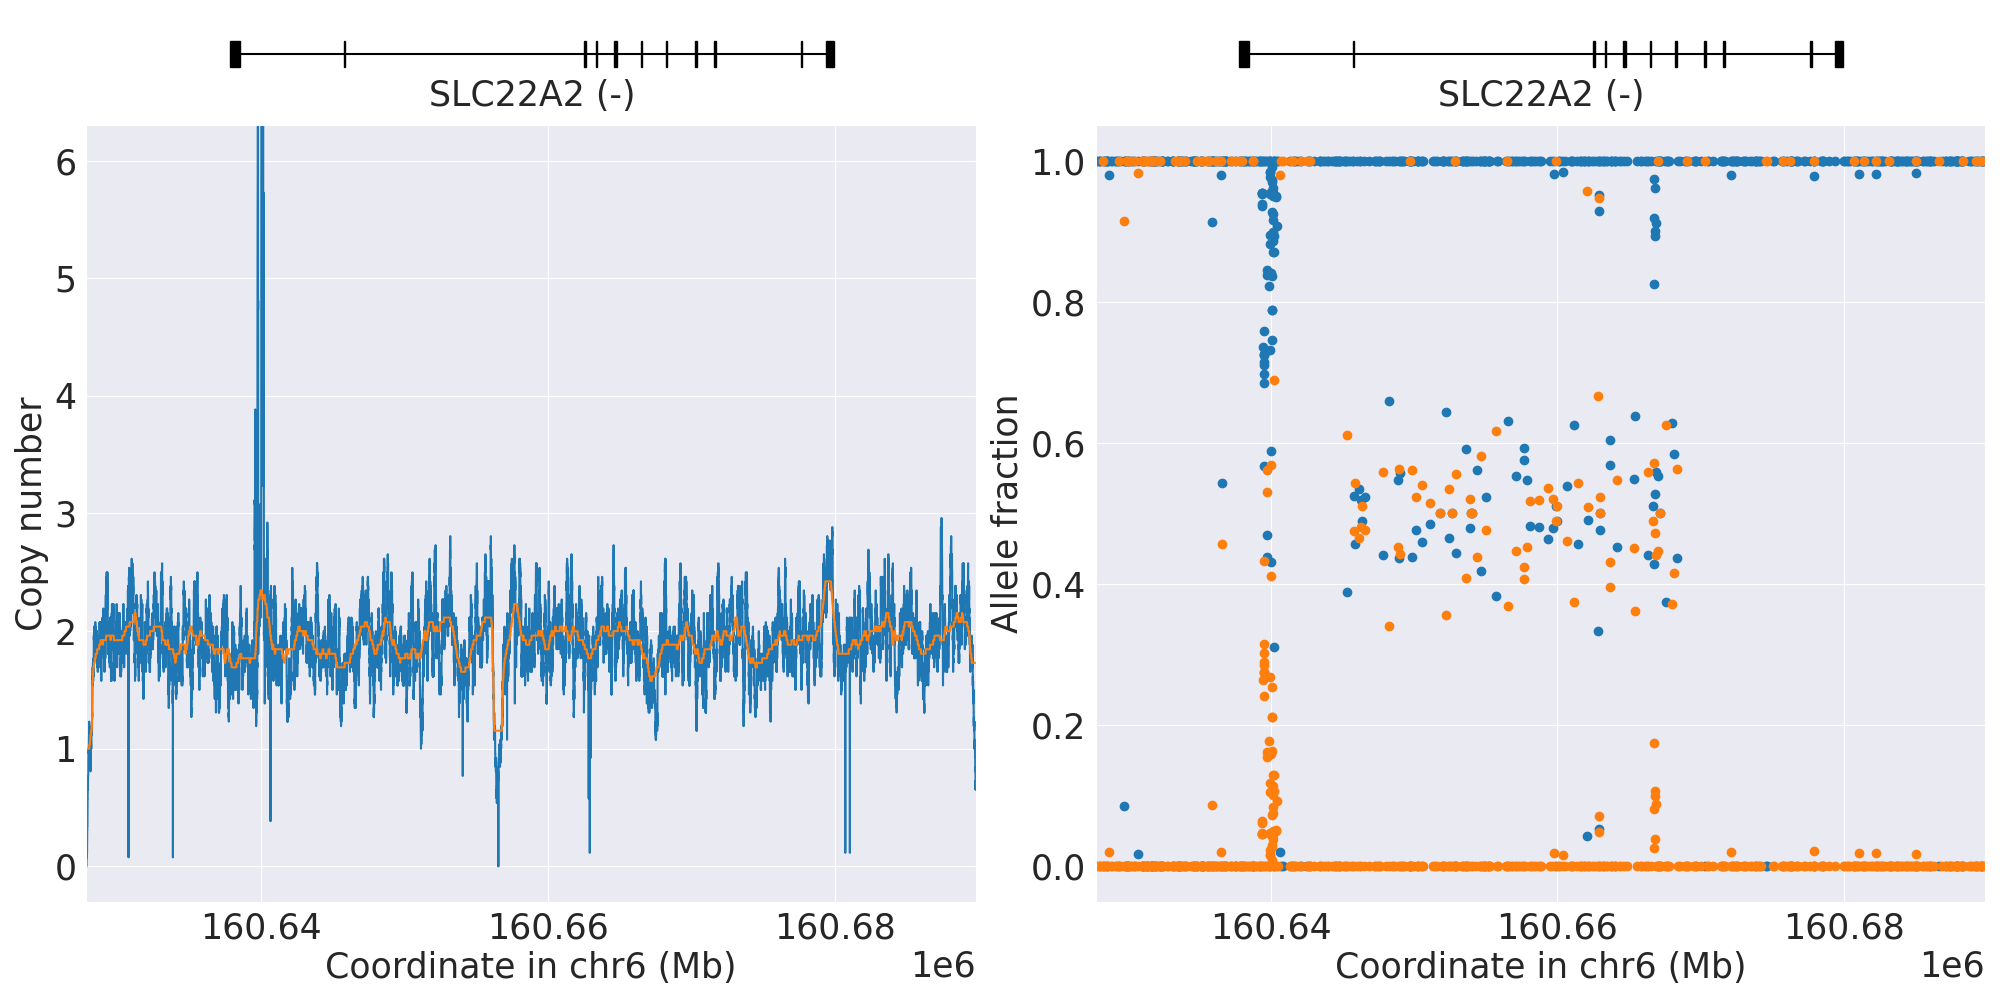 SLC22A2 (-)
6
5
4
3
2
1
0
Copy number
160.64
160.66
160.68
Coordinate in chr6 (Mb)
1e6
SLC22A2 (-)
1.0
0.8
0.6
0.4
0.2
0.0
Allele fraction
160.64
160.66
160.68
Coordinate in chr6 (Mb)
1e6